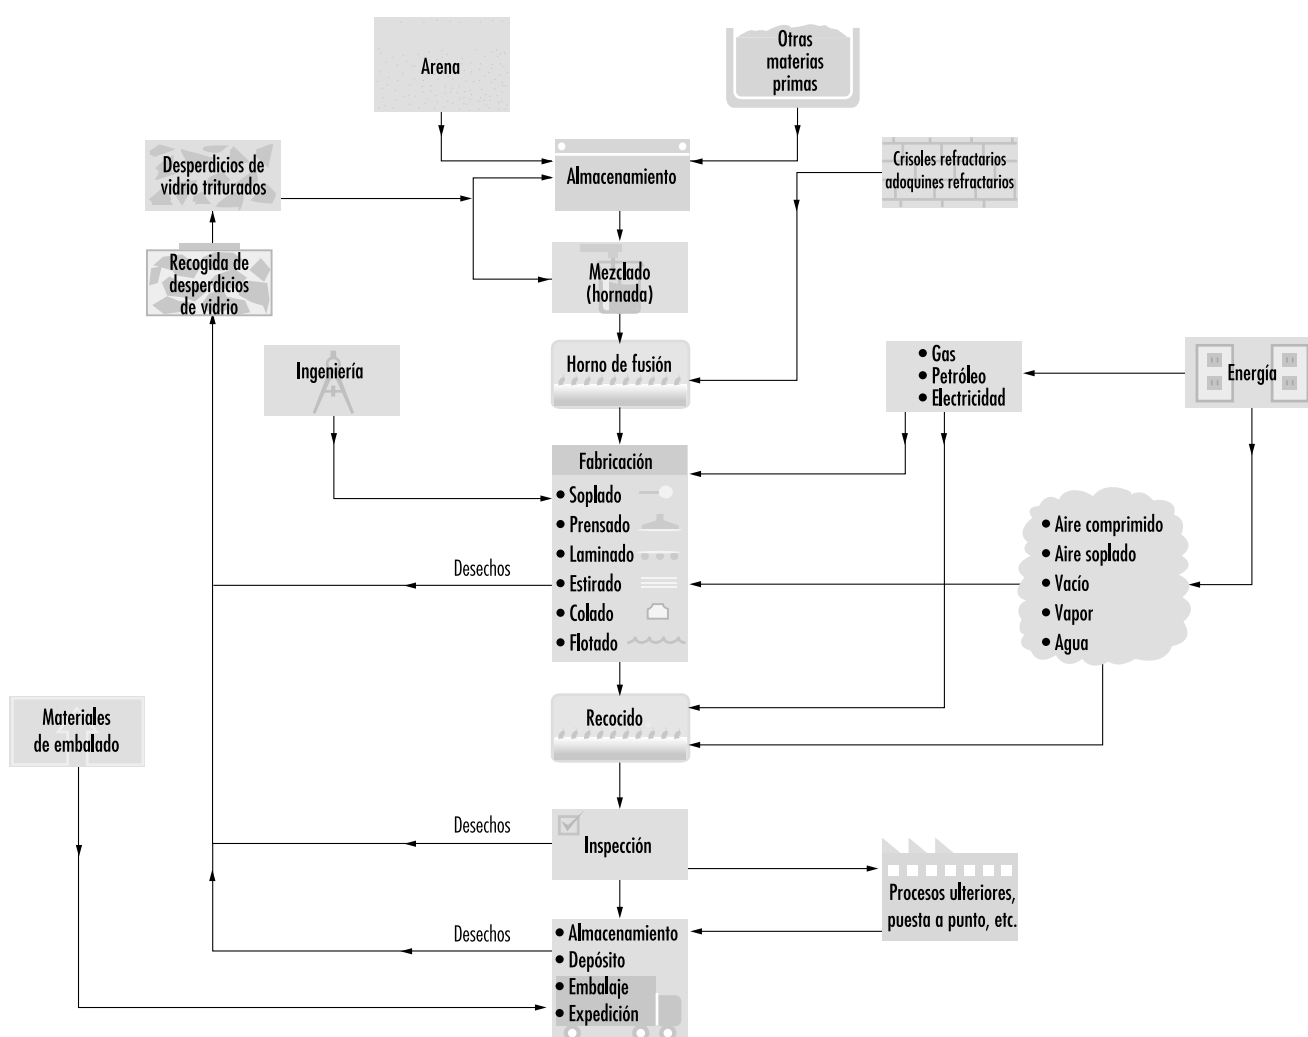 Arena
Otras
materias
primas
Desperdicios de
vidrio triturados
Almacenamiento
Crisoles refractarios
adoquines refractarios
Recogida de
desperdicios
de vidrio
Mezclado
(hornada)
Ingeniería
Horno de fusión
• Gas
• Petróleo
• Electricidad
Energía
Fabricación
• Soplado
• Prensado
• Laminado
• Estirado
• Colado
• Flotado
Desechos
• Aire comprimido
• Aire soplado
• Vacío
• Vapor
• Agua
Materiales
de embalado
Recocido
Desechos
Inspección
Procesos ulteriores,
puesta a punto, etc.
Desechos
• Almacenamiento
• Depósito
• Embalaje
• Expedición